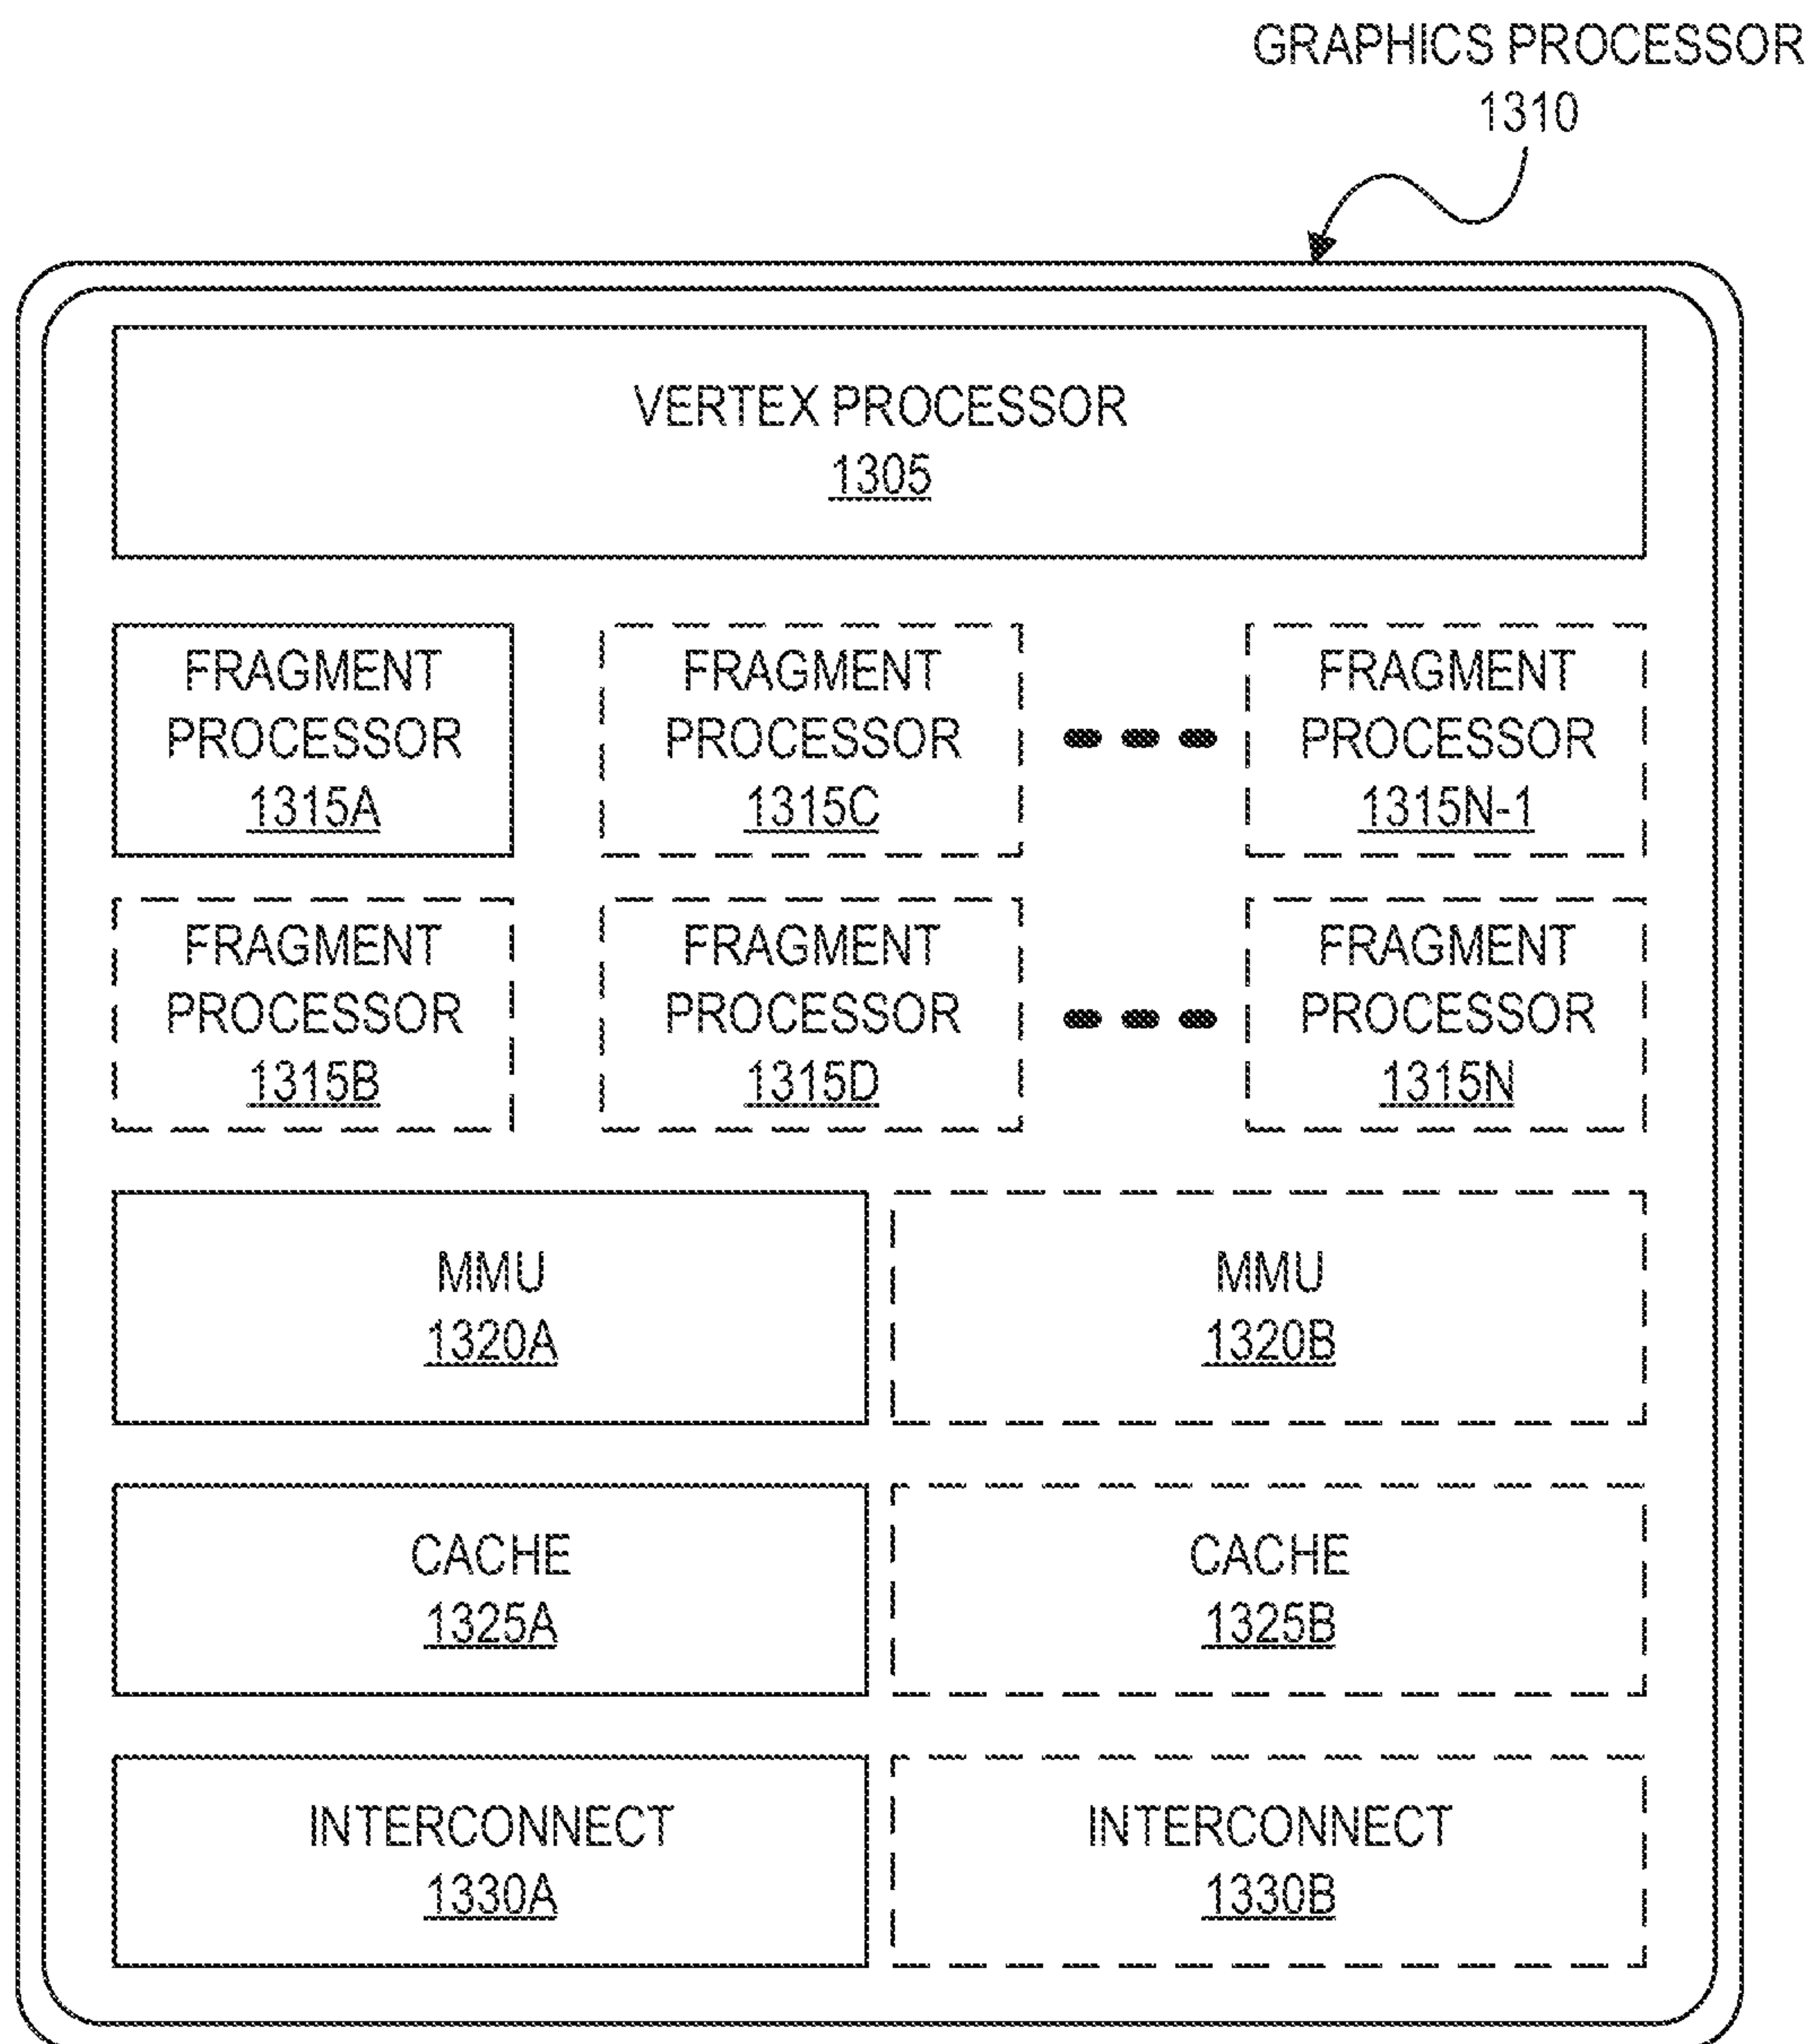 GRAPHICS PROCESSOR
1310
VERTEX PROCESSOR
1305
FRAGMENT
PROCESSOR
1315A
FRAGMENT
PROCESSOR
1315C
FRAGMENT
PROCESSOR
1315N-1
FRAGMENT
PROCESSOR
1315B
FRAGMENT
PROCESSOR
1315D
FRAGMENT
PROCESSOR
1315N
MMU
1320A
MMU
1320B
CACHE
1325A
CACHE
1325B
INTERCONNECT
1330A
INTERCONNECT
1330B